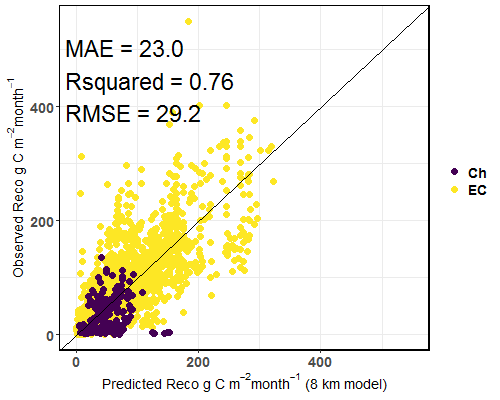 MAE = 23.0
Rsquared = 0.76
RMSE = 29.2
Observed Reco g C m⁻²month⁻¹
400
200
0
0 200 400
Predicted Reco g C m⁻²month⁻¹ (8 km model)
Ch
EC